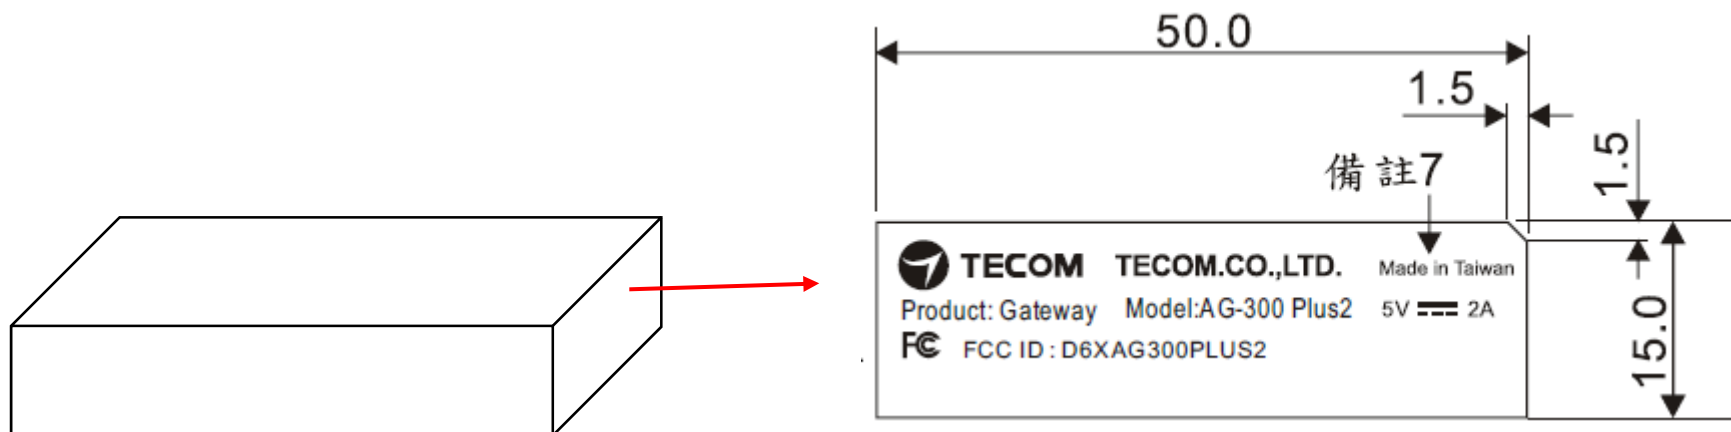 50.0
1.5
1.5
備註7
TECOM TECOM.CO.,LTD. Made in Taiwan
Product: Gateway Model:AG-300 Plus2 5V 2A
FC FCC ID : D6XAG300PLUS2
15.0